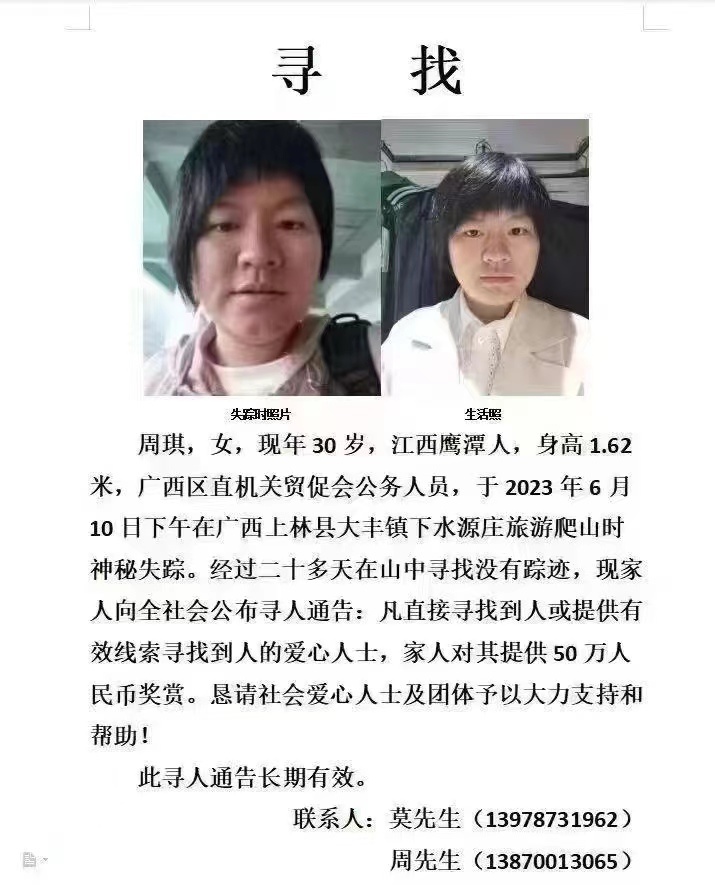 寻 找
失踪时照片 生活照
周琪，女，现年 30 岁，江西鹰潭人，身高 1.62
米，广西区直机关贸促会公务人员，于 2023 年 6 月
10 日下午在广西上林县大丰镇下水源庄旅游爬山时
神秘失踪。经过二十多天在山中寻找没有踪迹，现家
人向全社会公布寻人通告：凡直接寻找到人或提供有
效线索寻找到人的爱心人士，家人对其提供 50 万人
民币奖赏。恳请社会爱心人士及团体予以大力支持和
帮助！
此寻人通告长期有效。
联系人：莫先生（13978731962）
周先生（13870013065）